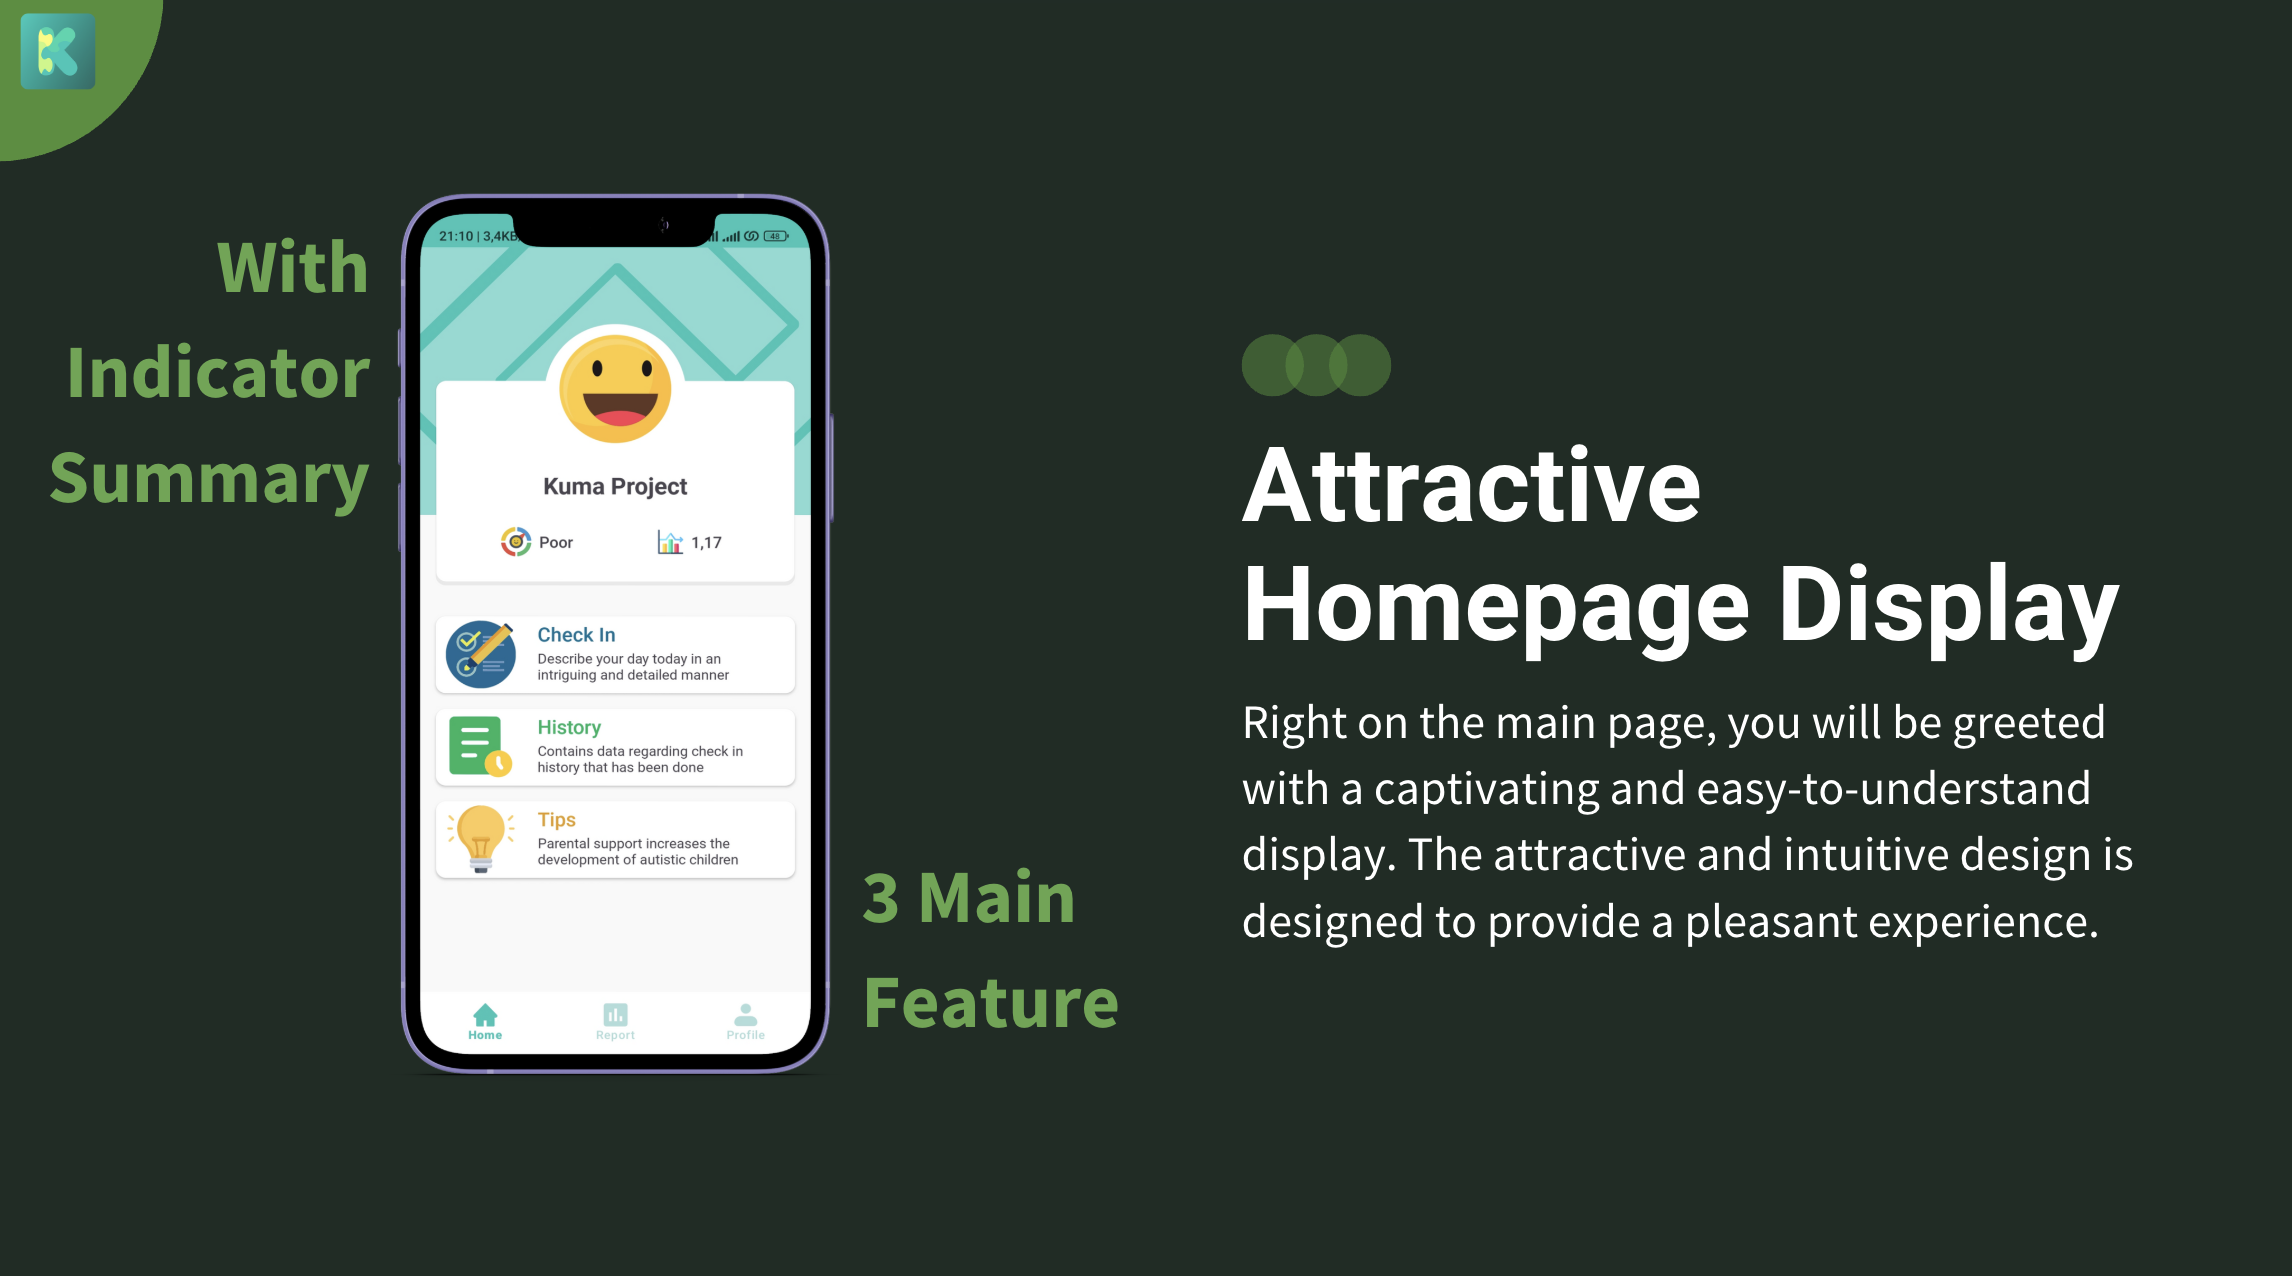 With
Indicator
Summary
21:10 | 3,4KB
48
Kuma Project
Poor
1,17
Check In
Describe your day today in an
intriguing and detailed manner
History
Contains data regarding check in
history that has been done
Tips
Parental support increases the
development of autistic children
Home
Report
Profile
3 Main
Feature
Attractive
Homepage Display
Right on the main page, you will be greeted
with a captivating and easy-to-understand
display. The attractive and intuitive design is
designed to provide a pleasant experience.